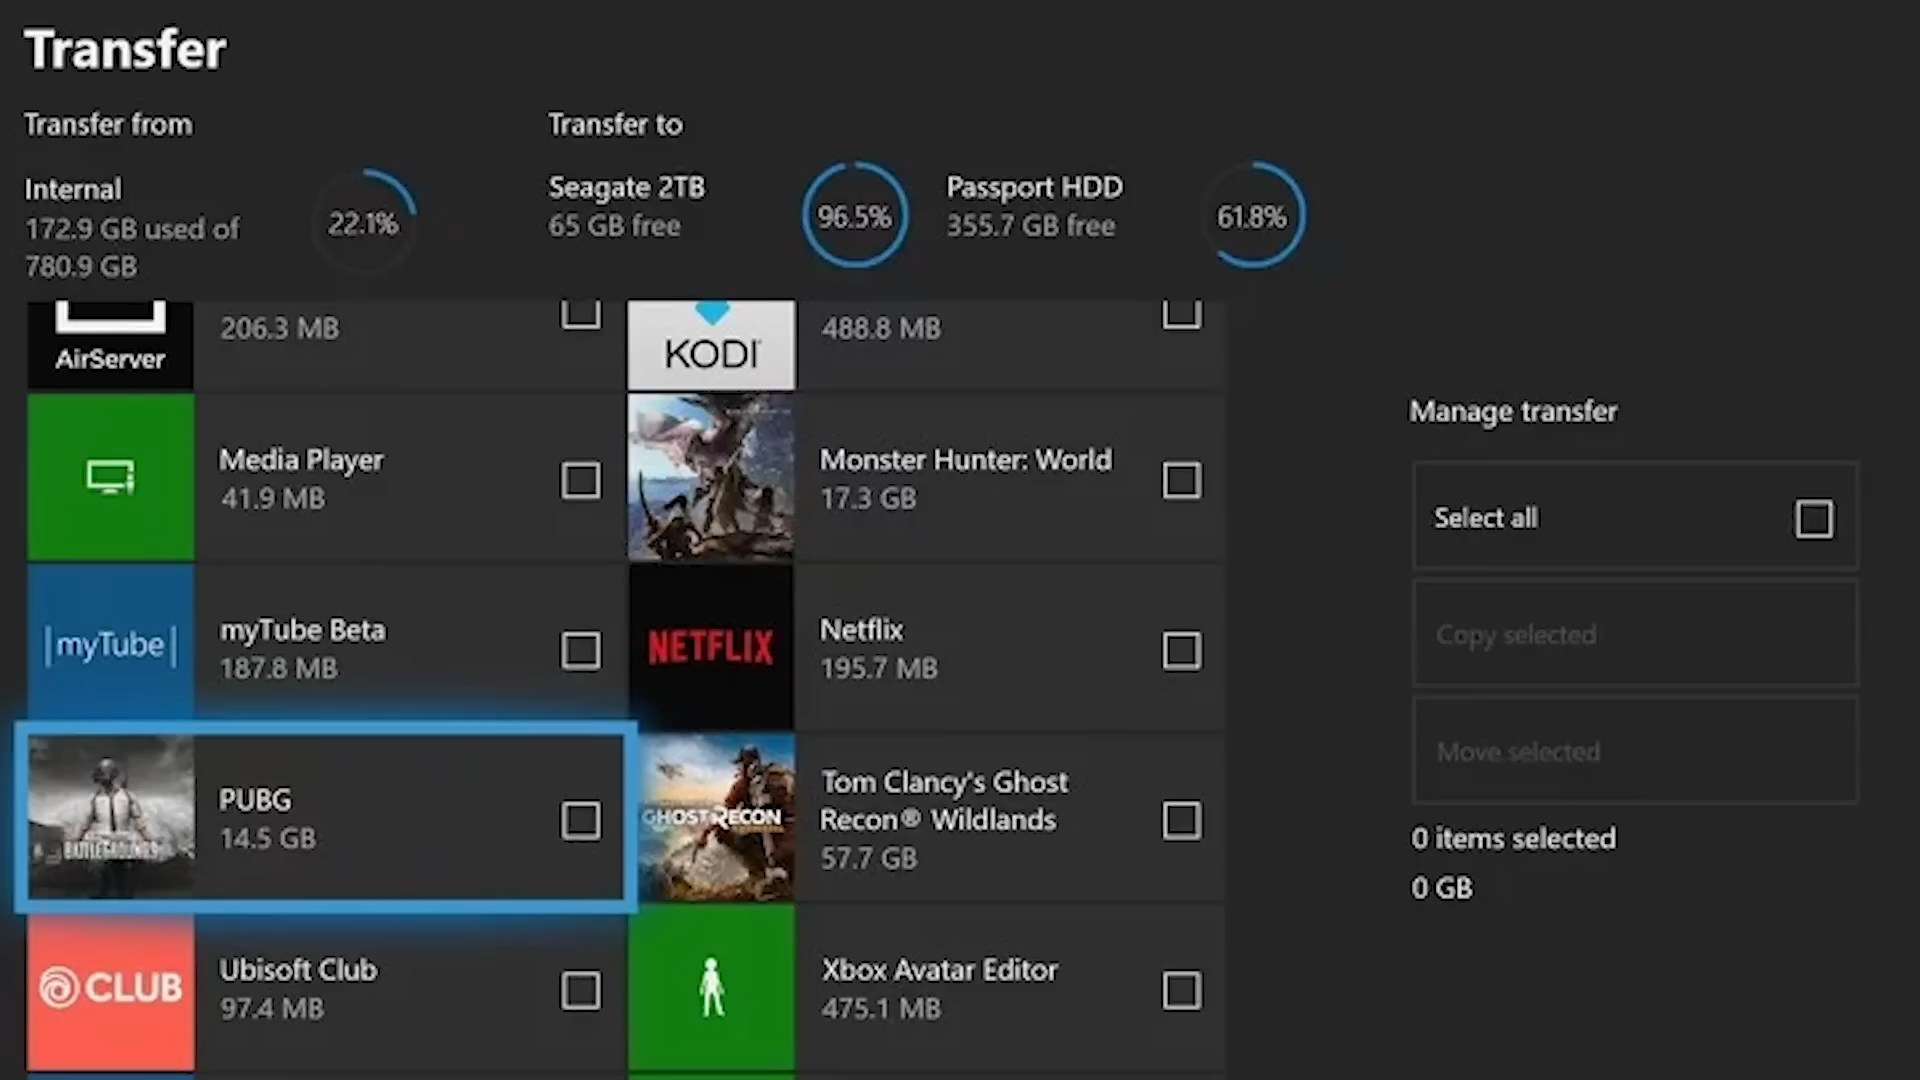 Transfer
Transfer from
Transfer to
Internal
172.9 GB used of
780.9 GB
22.1%
Seagate 2TB
65 GB free
96.5%
Passport HDD
355.7 GB free
61.8%
AirServer
206.3 MB
KODI
488.8 MB
Media Player
41.9 MB
Monster Hunter: World
17.3 GB
|myTube|
myTube Beta
187.8 MB
NETFLIX
Netflix
195.7 MB
BATTLEGROUNDS
PUBG
14.5 GB
GHOST RECON
Tom Clancy's Ghost
Recon® Wildlands
57.7 GB
CLUB
Ubisoft Club
97.4 MB
Xbox Avatar Editor
475.1 MB
Manage transfer
Select all
Copy selected
Move selected
0 items selected
0 GB